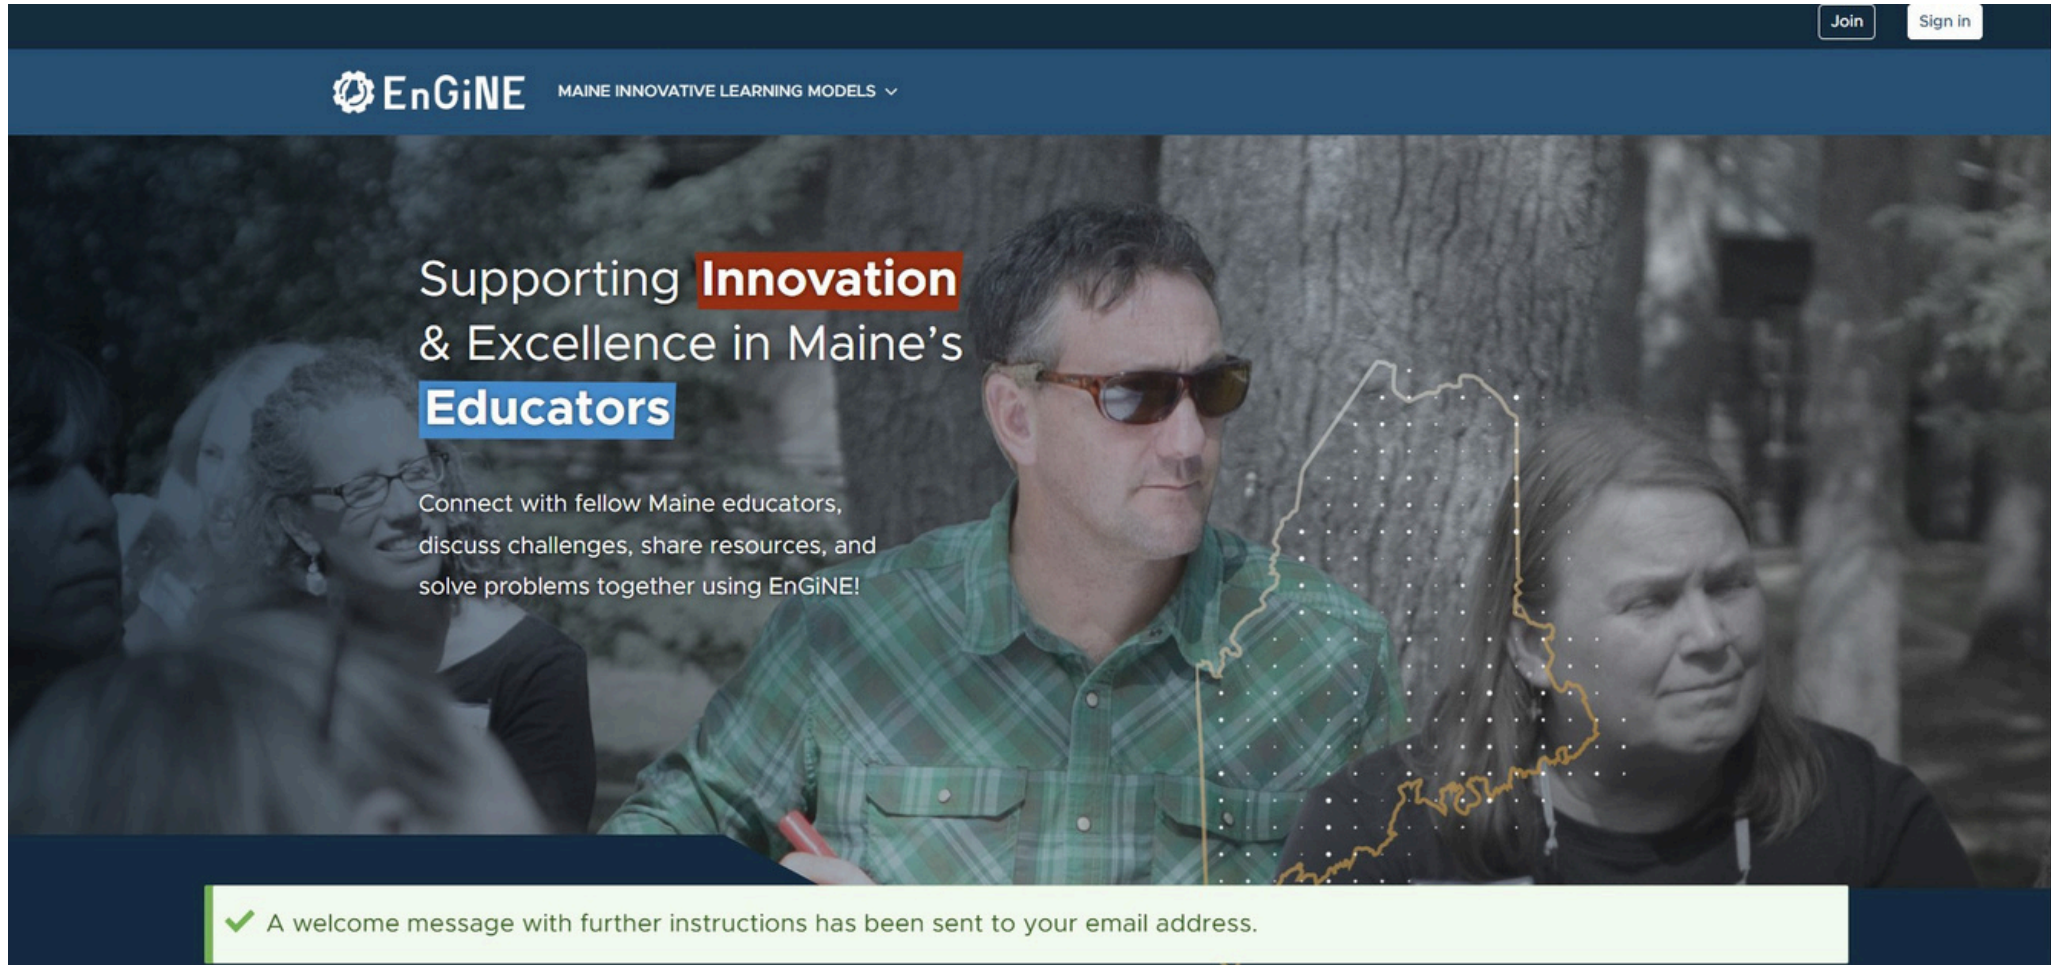 Join
Sign in
EnGiNE
MAINE INNOVATIVE LEARNING MODELS
Supporting Innovation
& Excellence in Maine's
Educators
Connect with fellow Maine educators,
discuss challenges, share resources, and
solve problems together using EnGiNE!
A welcome message with further instructions has been sent to your email address.